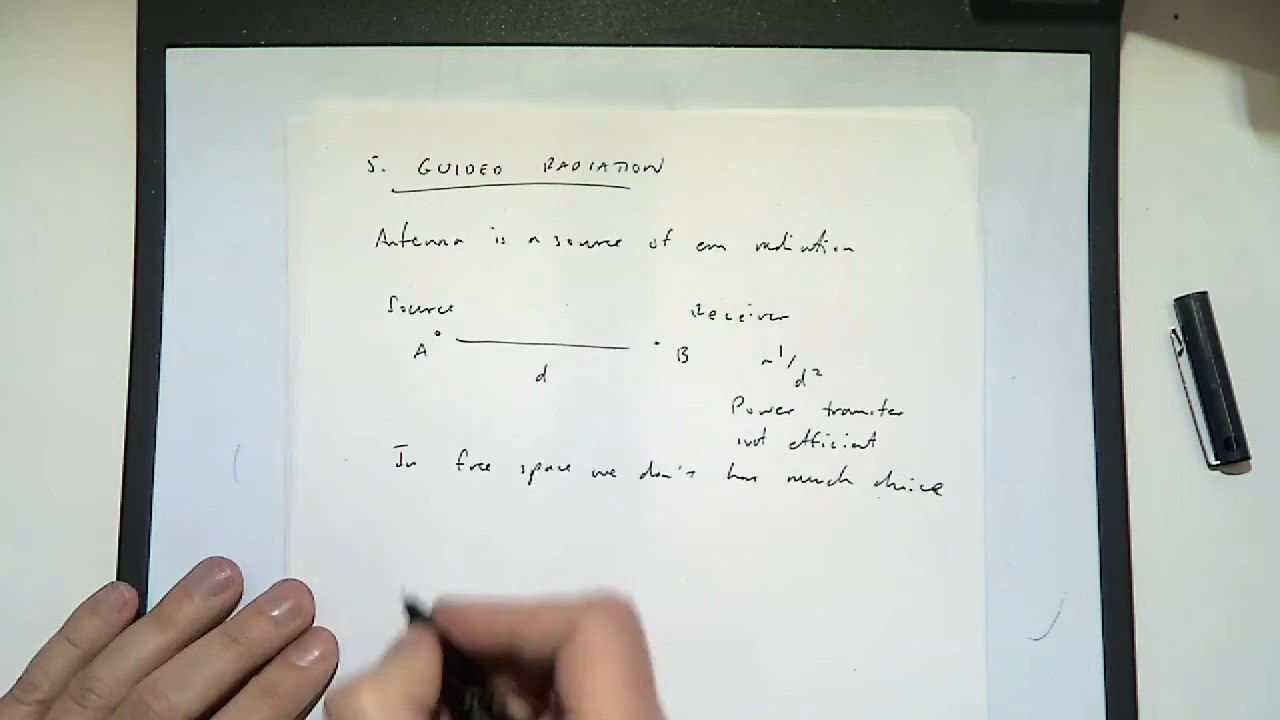 5. GUIDED RADIATION
Antenna is a source of em radiation
Source Receiver
A B ~ 1/d²
d
Power transfer
not efficient
In free space we don't has much choice